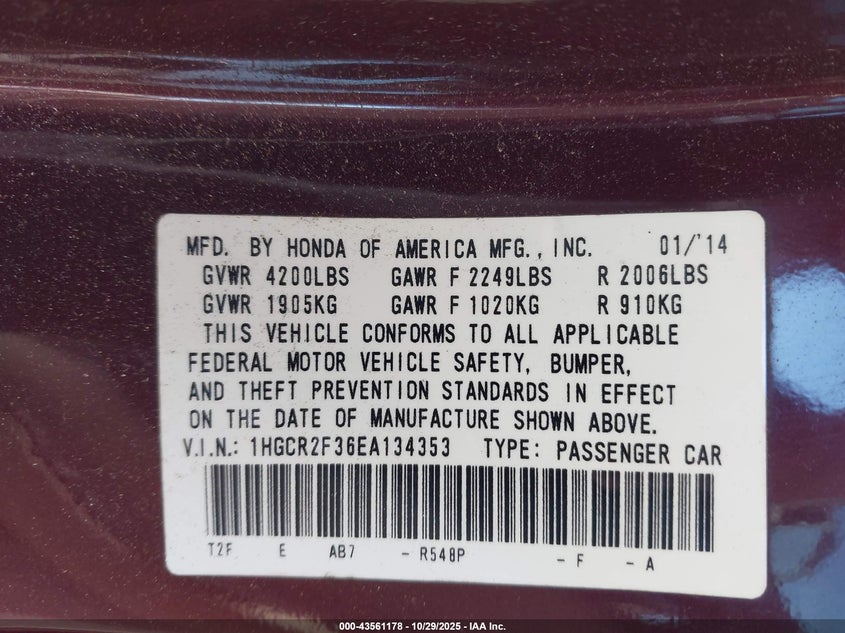 MFD. BY HONDA OF AMERICA MFG., INC. 01/'14
GVWR 4200LBS GAWR F 2249LBS R 2006LBS
GVWR 1905KG GAWR F 1020KG R 910KG
THIS VEHICLE CONFORMS TO ALL APPLICABLE
FEDERAL MOTOR VEHICLE SAFETY, BUMPER,
AND THEFT PREVENTION STANDARDS IN EFFECT
ON THE DATE OF MANUFACTURE SHOWN ABOVE.
V.I.N.: 1HGCR2F36EA134353 TYPE: PASSENGER CAR
T2F E AB7 - R548P - F - A
000-43561178 - 10/29/2025 - IAA Inc.